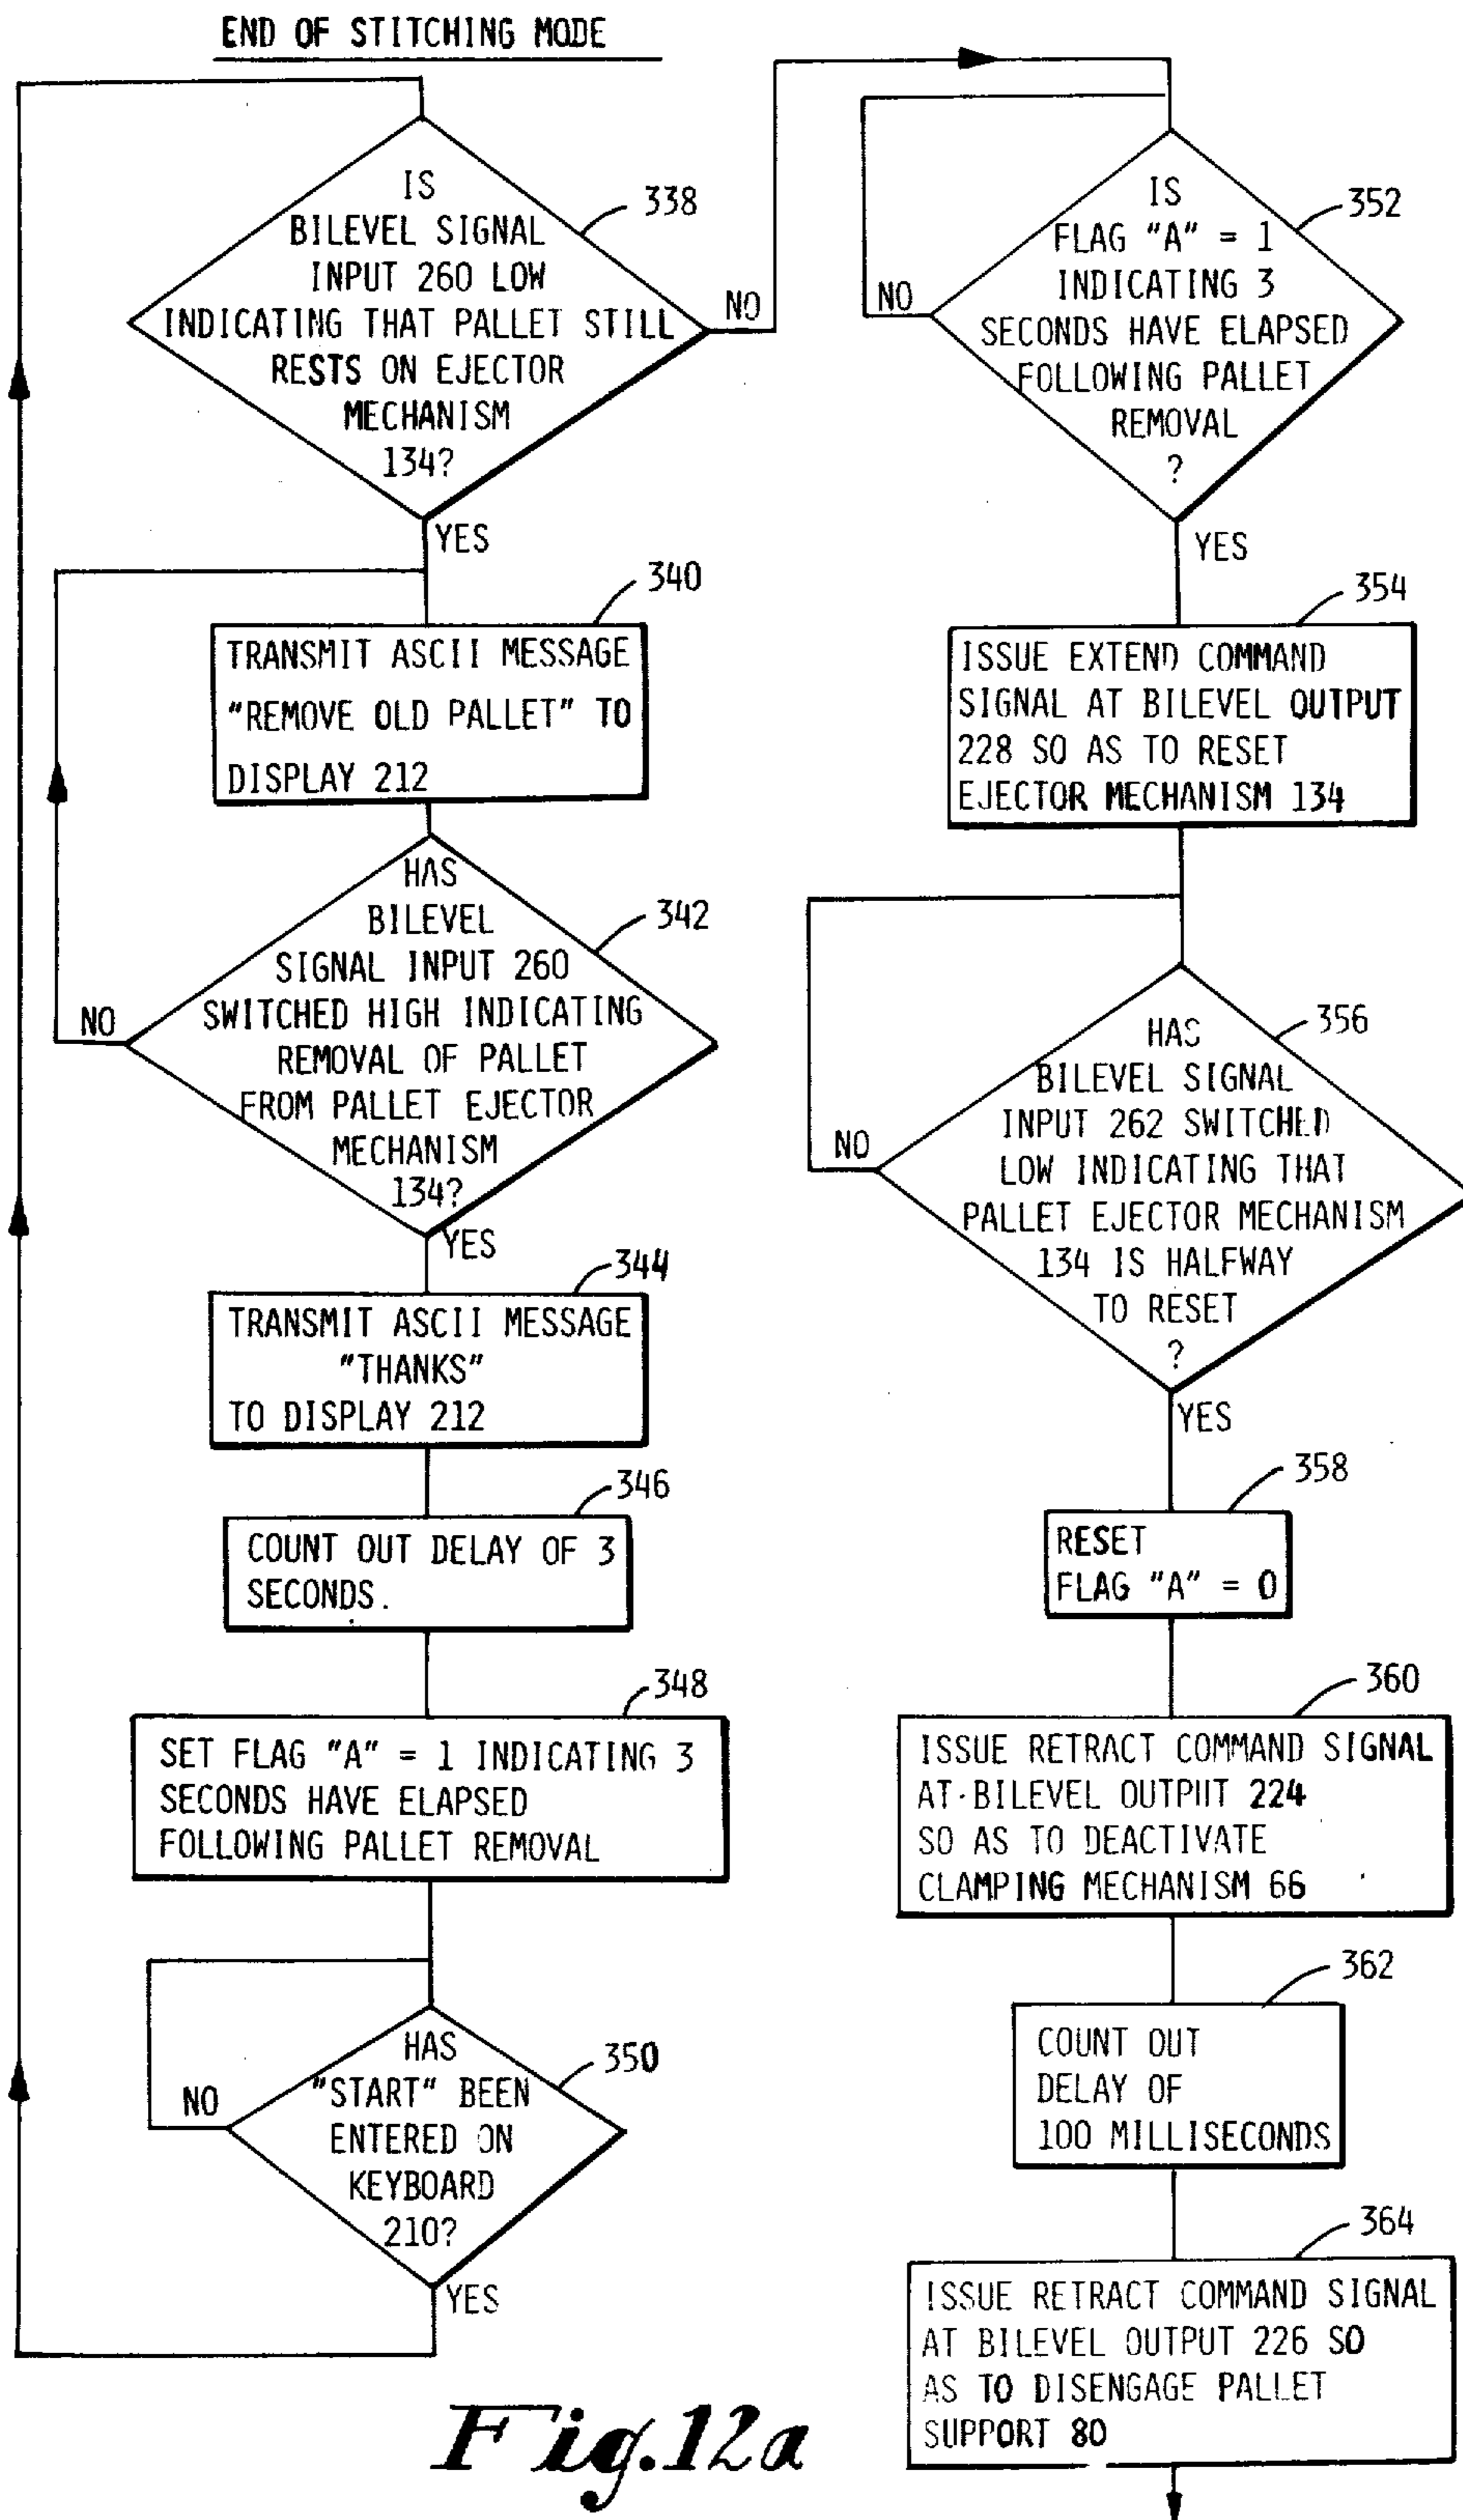 END OF STITCHING MODE
IS
BILEVEL SIGNAL
INPUT 260 LOW
INDICATING THAT PALLET STILL
RESTS ON EJECTOR
MECHANISM
134?
338
NO
YES
340
TRANSMIT ASCII MESSAGE
"REMOVE OLD PALLET" TO
DISPLAY 212
HAS
BILEVEL
SIGNAL INPUT 260
SWITCHED HIGH INDICATING
REMOVAL OF PALLET
FROM PALLET EJECTOR
MECHANISM
134?
342
NO
YES
344
TRANSMIT ASCII MESSAGE
"THANKS"
TO DISPLAY 212
346
COUNT OUT DELAY OF 3
SECONDS.
348
SET FLAG "A" = 1 INDICATING 3
SECONDS HAVE ELAPSED
FOLLOWING PALLET REMOVAL
HAS
"START" BEEN
ENTERED ON
KEYBOARD
210?
350
NO
YES
IS
FLAG "A" = 1
INDICATING 3
SECONDS HAVE ELAPSED
FOLLOWING PALLET
REMOVAL
?
352
NO
YES
354
ISSUE EXTEND COMMAND
SIGNAL AT BILEVEL OUTPUT
228 SO AS TO RESET
EJECTOR MECHANISM 134
HAS
BILEVEL SIGNAL
INPUT 262 SWITCHED
LOW INDICATING THAT
PALLET EJECTOR MECHANISM
134 IS HALFWAY
TO RESET
?
356
NO
YES
358
RESET
FLAG "A" = 0
360
ISSUE RETRACT COMMAND SIGNAL
AT BILEVEL OUTPUT 224
SO AS TO DEACTIVATE
CLAMPING MECHANISM 66
362
COUNT OUT
DELAY OF
100 MILLISECONDS
364
ISSUE RETRACT COMMAND SIGNAL
AT BILEVEL OUTPUT 226 SO
AS TO DISENGAGE PALLET
SUPPORT 80
Fig.12a